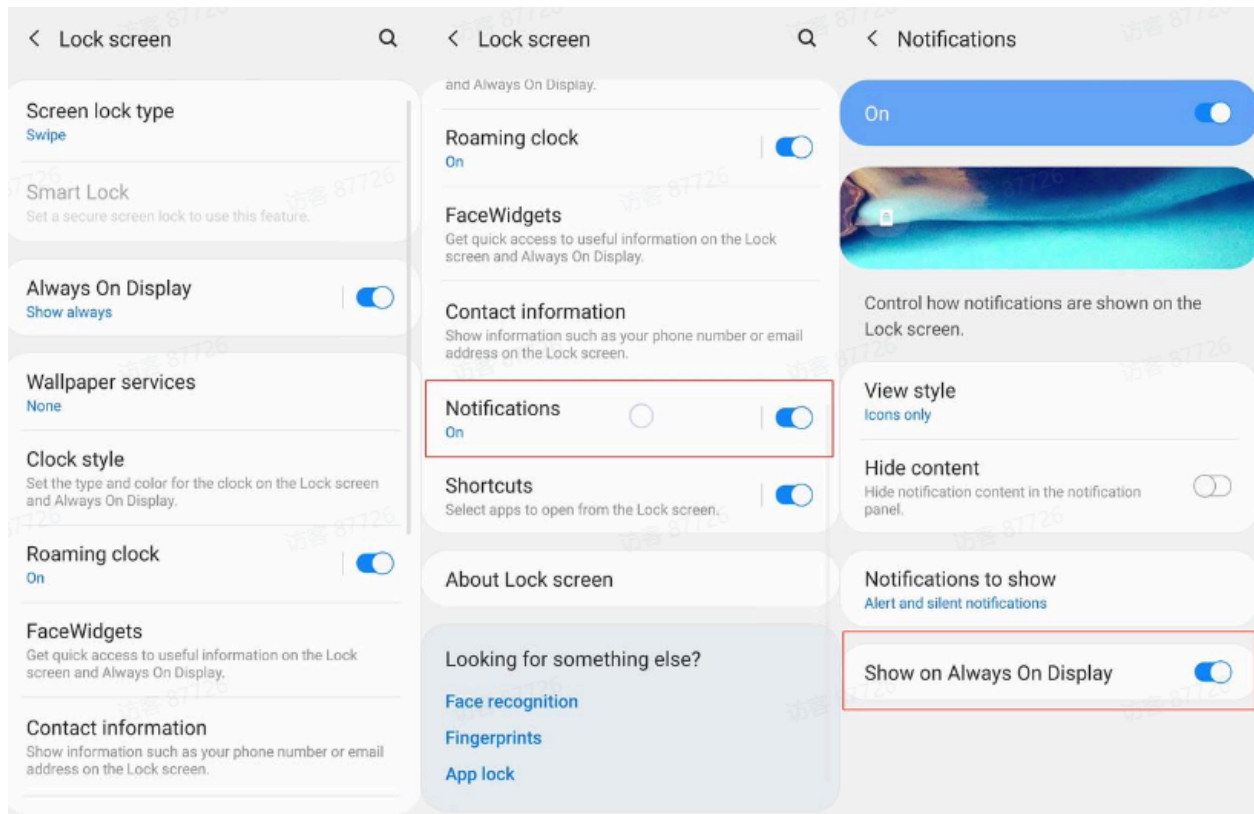 Lock screen
Screen lock type
Swipe
Smart Lock
Set a secure screen lock to use this feature.
Always On Display
Show always
Wallpaper services
None
Clock style
Set the type and color for the clock on the Lock screen
and Always On Display.
Roaming clock
On
FaceWidgets
Get quick access to useful information on the Lock
screen and Always On Display.
Contact information
Show information such as your phone number or email
address on the Lock screen.
Lock screen
and Always On Display.
Roaming clock
On
FaceWidgets
Get quick access to useful information on the Lock
screen and Always On Display.
Contact information
Show information such as your phone number or email
address on the Lock screen.
Notifications
On
Shortcuts
Select apps to open from the Lock screen.
About Lock screen
Looking for something else?
Face recognition
Fingerprints
App lock
Notifications
On
Control how notifications are shown on the
Lock screen.
View style
Icons only
Hide content
Hide notification content in the notification
panel.
Notifications to show
Alert and silent notifications
Show on Always On Display
访客 87726